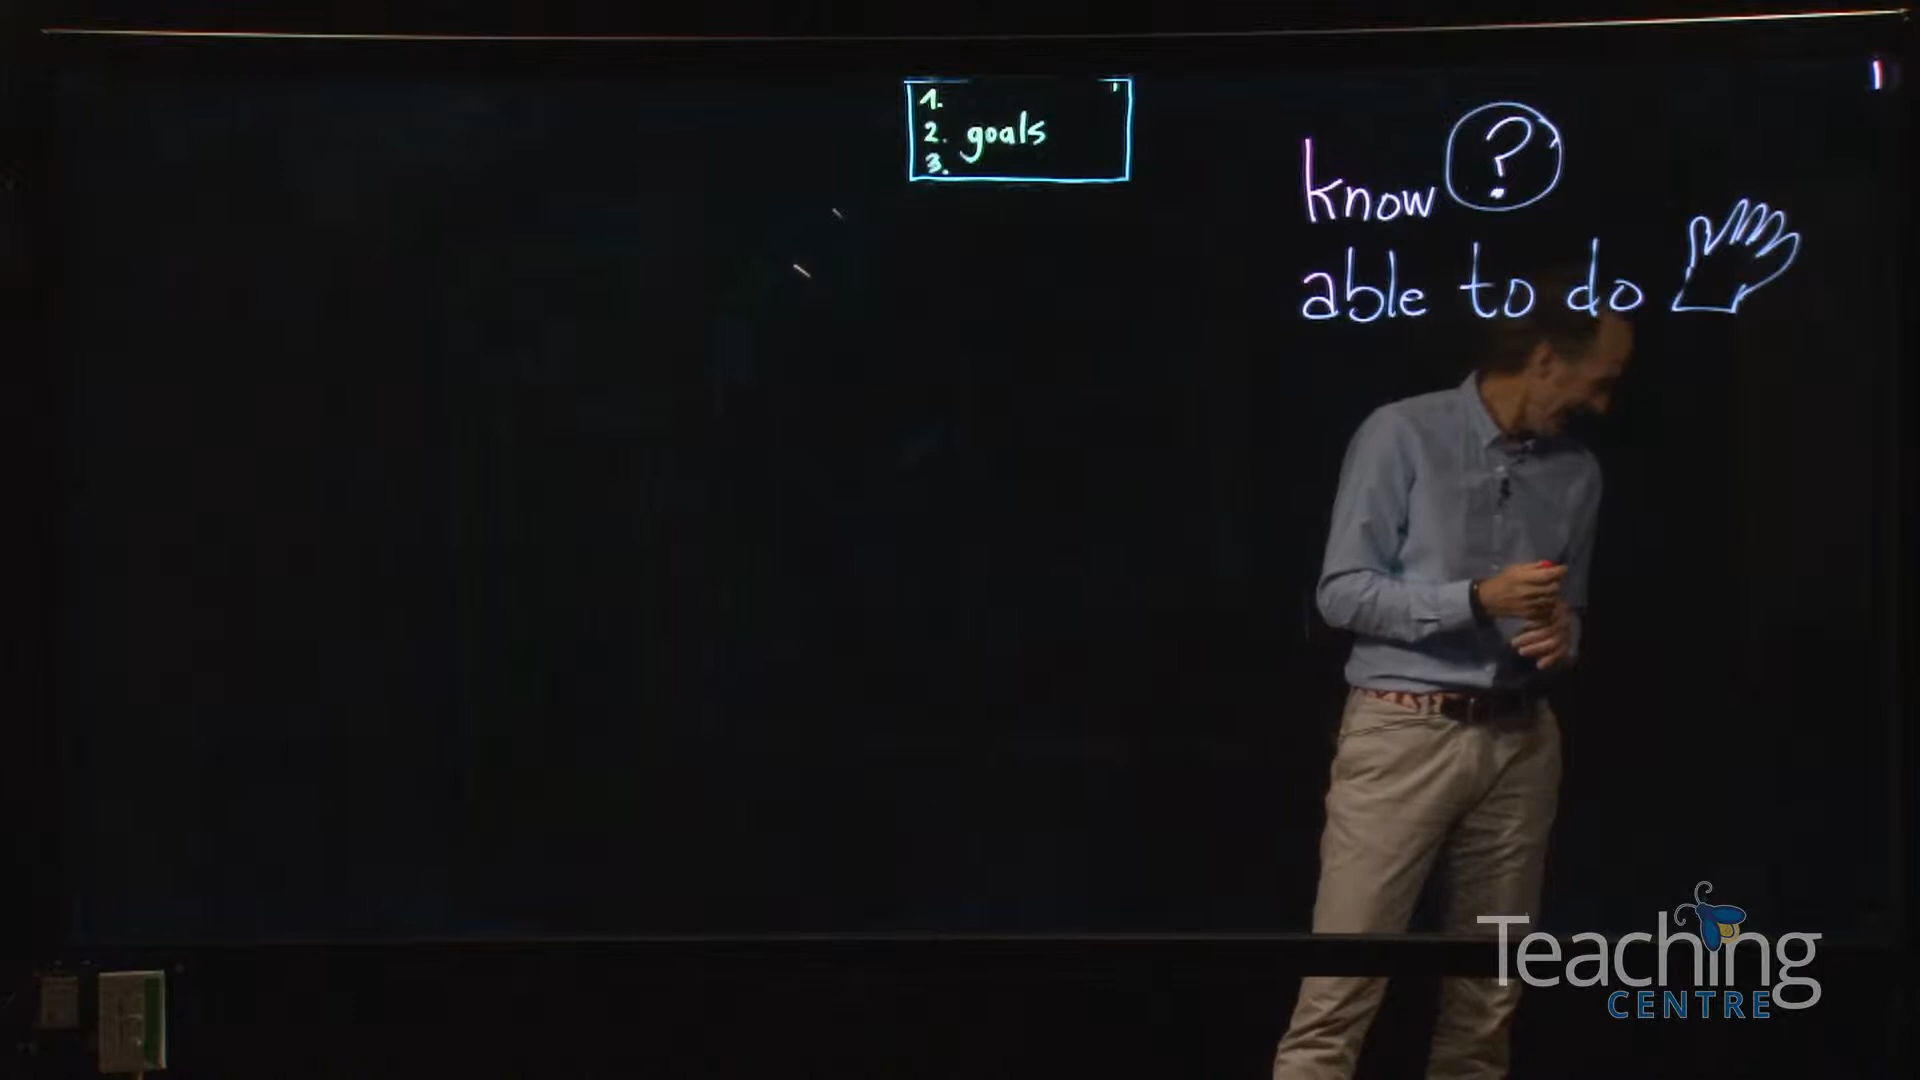 1.
2. goals
3.
know ?
able to do
Teaching
CENTRE